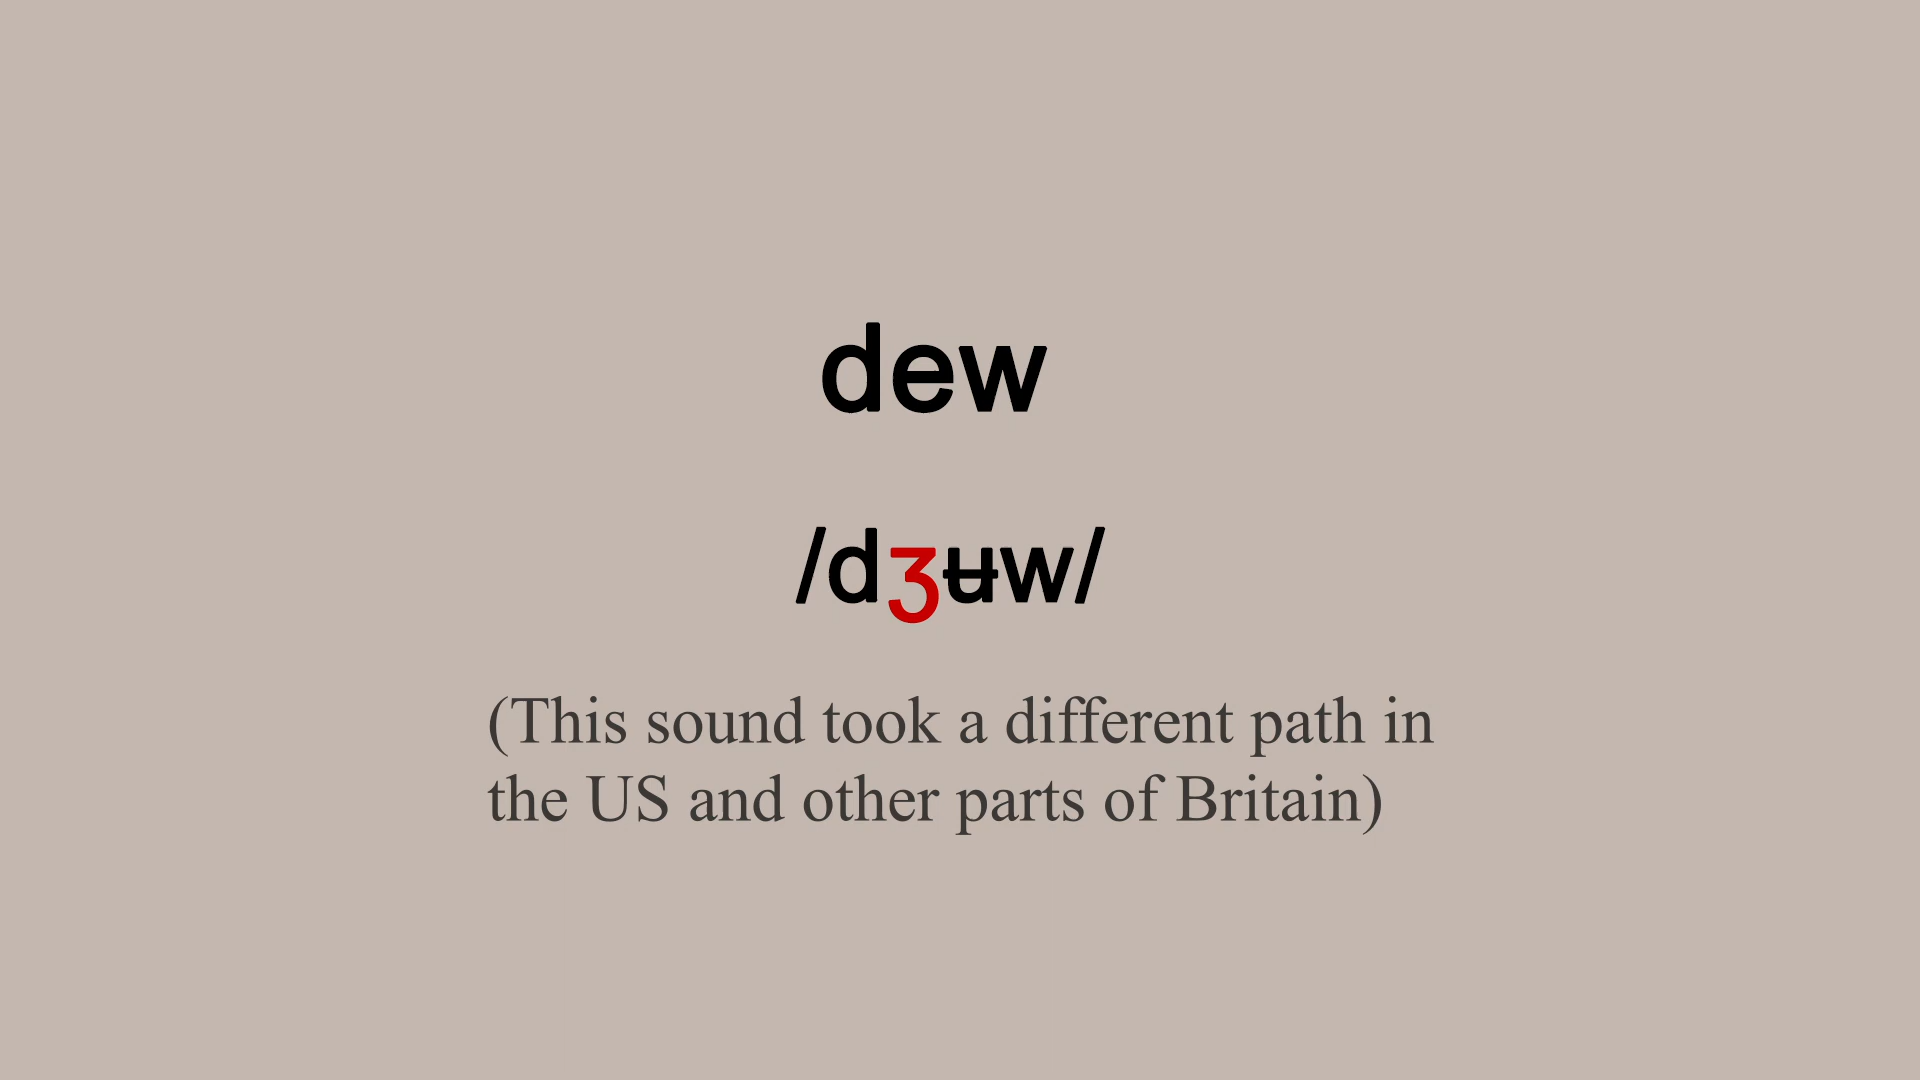 dew
/dʒʉw/
(This sound took a different path in
the US and other parts of Britain)